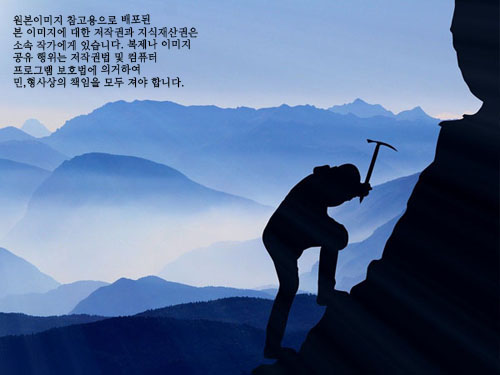 원본이미지 참고용으로 배포된
본 이미지에 대한 저작권과 지식재산권은
소속 작가에게 있습니다. 복제나 이미지
공유 행위는 저작권법 및 컴퓨터
프로그램 보호법에 의거하여
민,형사상의 책임을 모두 져야 합니다.